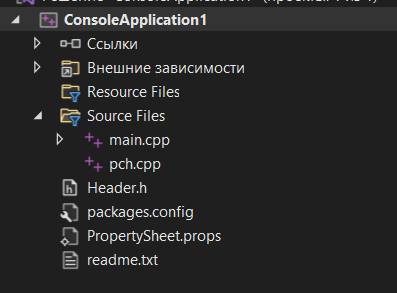 ConsoleApplication1
Ссылки
Внешние зависимости
Resource Files
Source Files
main.cpp
pch.cpp
Header.h
packages.config
PropertySheet.props
readme.txt